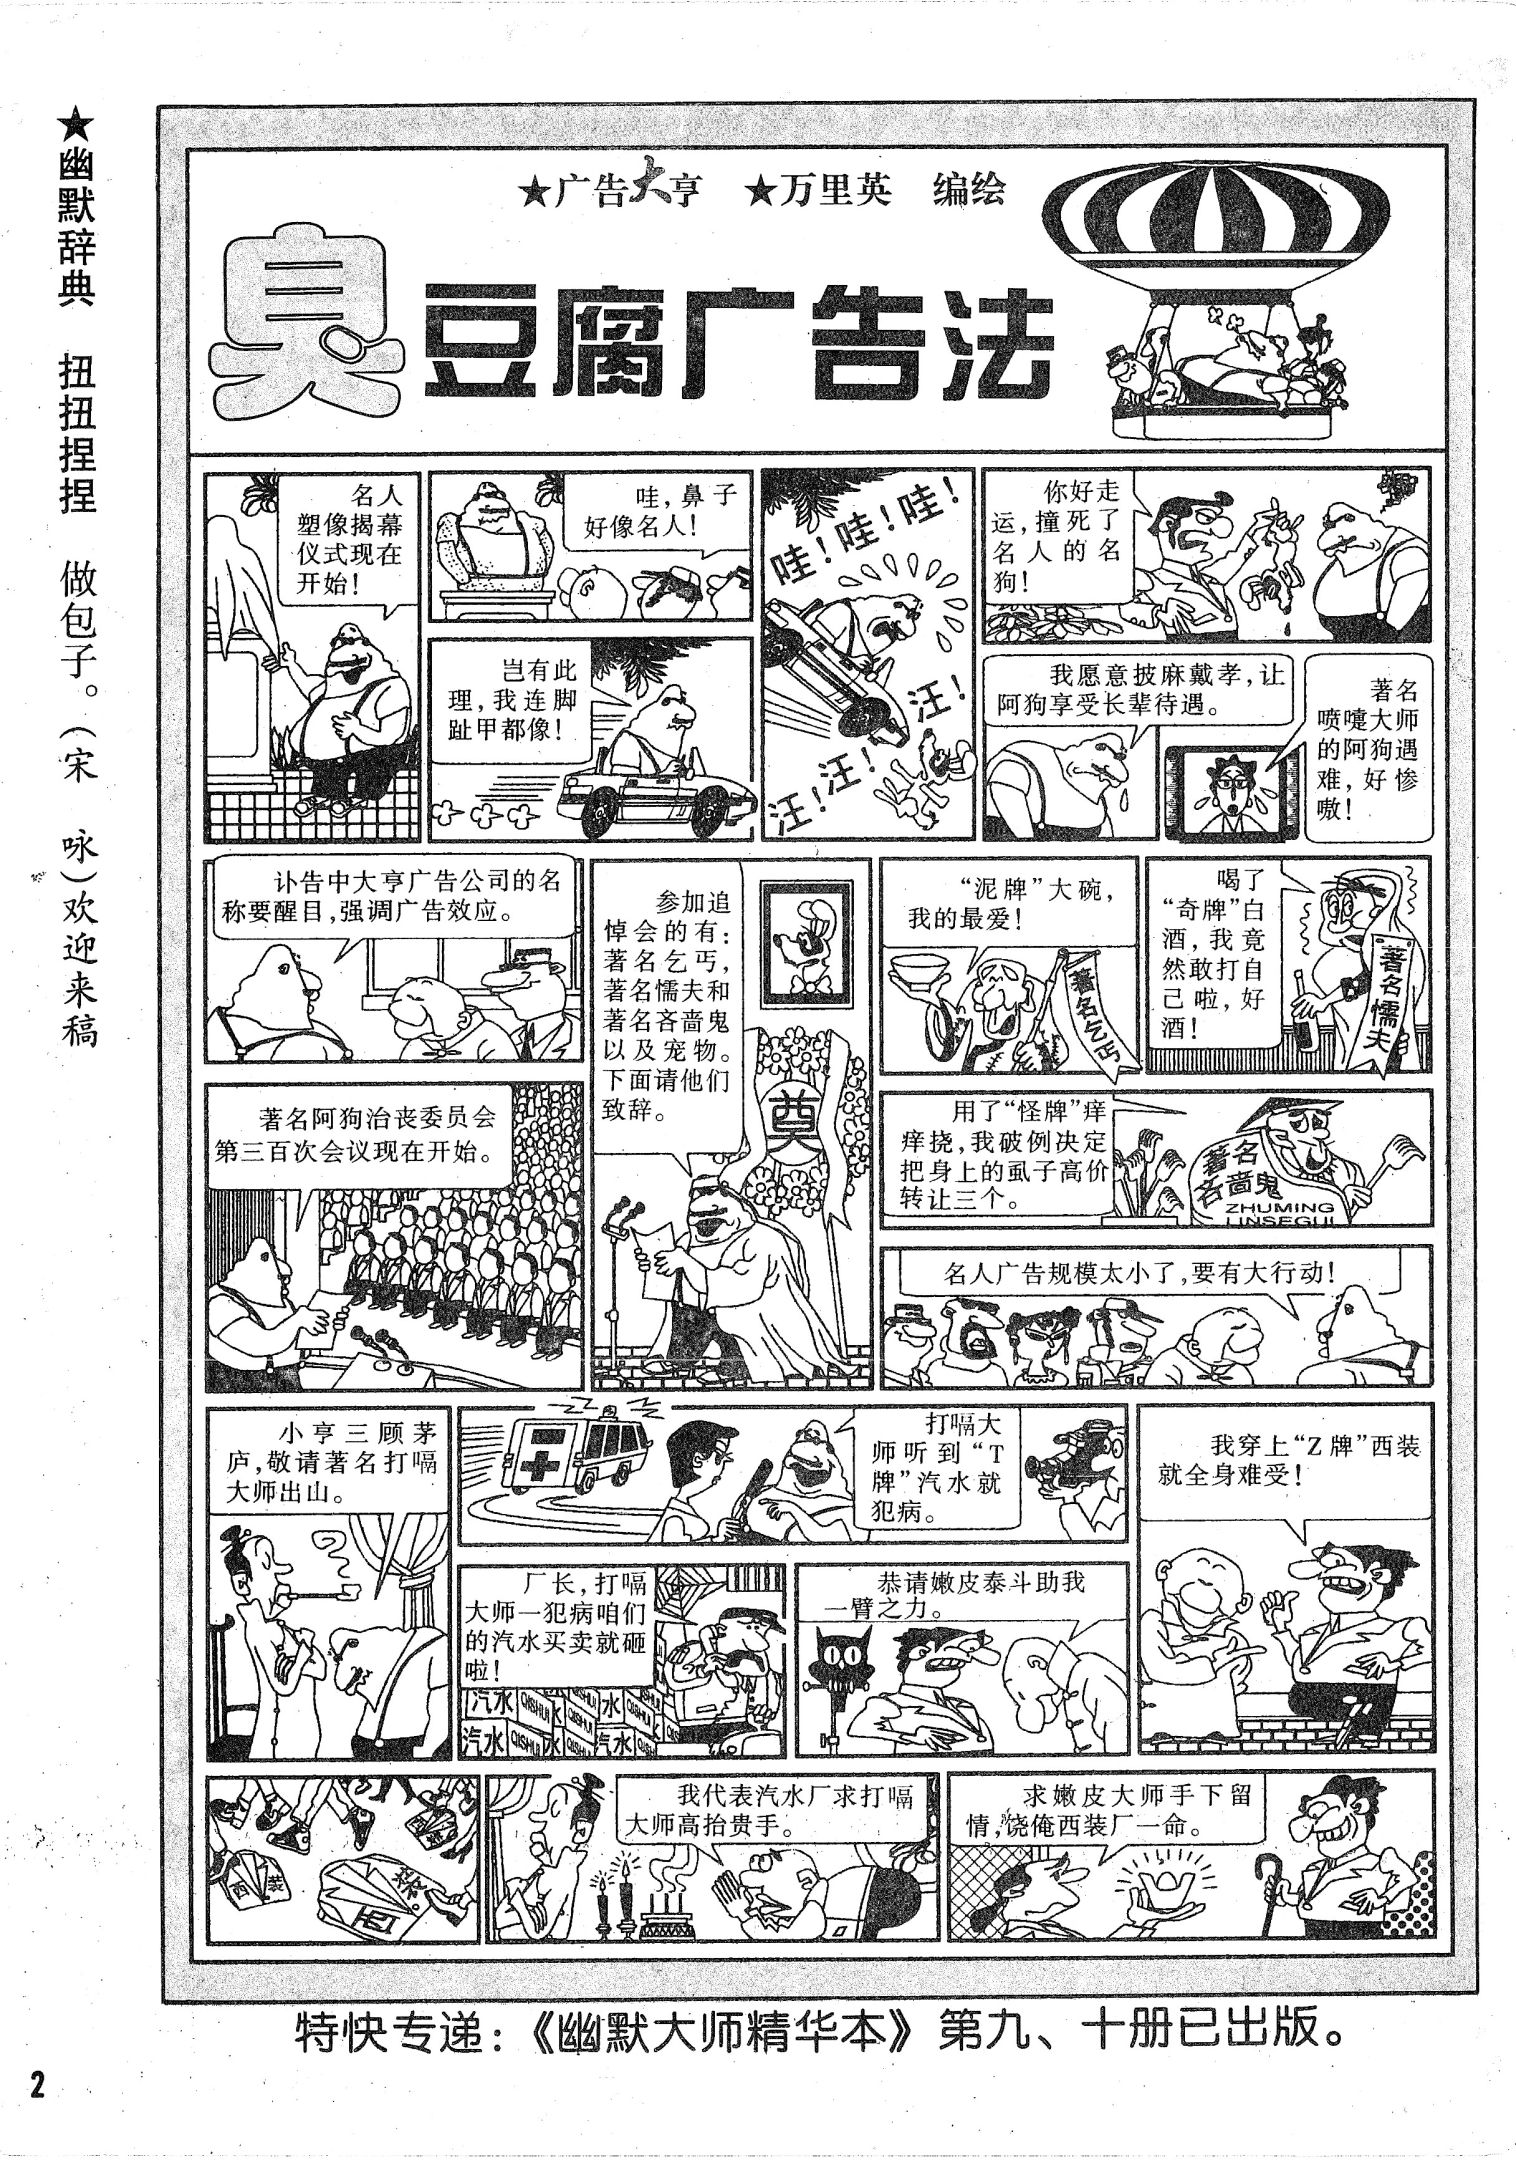 ★幽默辞典 扭扭捏捏 做包子。(宋 咏)欢迎来稿
★广告大亨 ★万里英 编绘
臭豆腐广告法
名人
塑像揭幕
仪式现在
开始!
哇,鼻子
好像名人!
岂有此
理,我连脚
趾甲都像!
哇!哇!哇!
汪!汪!汪!
你好走
运,撞死了
名人的名
狗!
我愿意披麻戴孝,让
阿狗享受长辈待遇。
著名
喷嚏大师
的阿狗遇
难,好惨
嗷!
讣告中大亨广告公司的名
称要醒目,强调广告效应。
著名阿狗治丧委员会
第三百次会议现在开始。
参加追
悼会的有:
著名乞丐,
著名懦夫和
著名吝啬鬼
以及宠物。
下面请他们
致辞。
奠
“泥牌”大碗,
我的最爱!
著名乞丐
喝了
“奇牌”白
酒,我竟
然敢打自
己啦,好
酒!
著名懦夫
用了“怪牌”痒
痒挠,我破例决定
把身上的虱子高价
转让三个。
著名
吝啬鬼
ZHUMING
LINSEGUI
名人广告规模太小了,要有大行动!
小亨三顾茅
庐,敬请著名打嗝
大师出山。
打嗝大
师听到“T
牌”汽水就
犯病。
厂长,打嗝
大师一犯病咱们
的汽水买卖就砸
啦!
汽水 QISHUI 水 QISHUI
汽水 QISHUI 水 QISHUI 汽水
恭请嫩皮泰斗助我
一臂之力。
我穿上“Z牌”西装
就全身难受!
西装
西装
我代表汽水厂求打嗝
大师高抬贵手。
求嫩皮大师手下留
情,饶俺西装厂一命。
特快专递:《幽默大师精华本》第九、十册已出版。
2